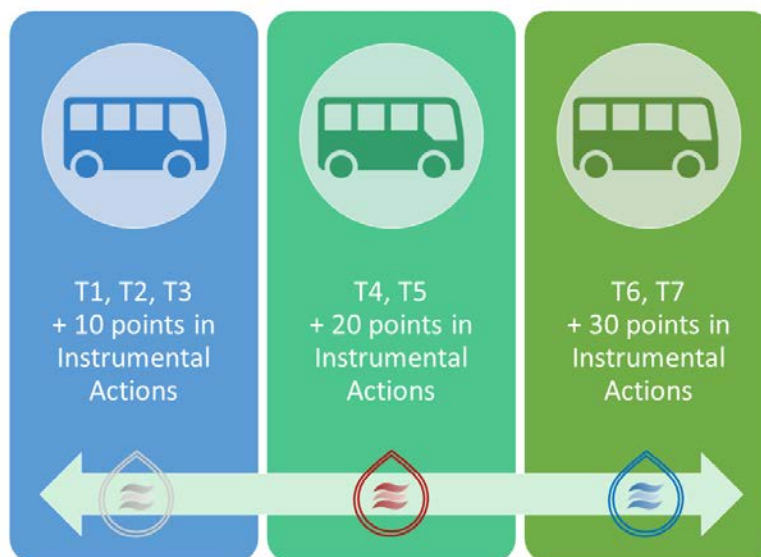 T1, T2, T3
+ 10 points in
Instrumental
Actions
T4, T5
+ 20 points in
Instrumental
Actions
T6, T7
+ 30 points in
Instrumental
Actions